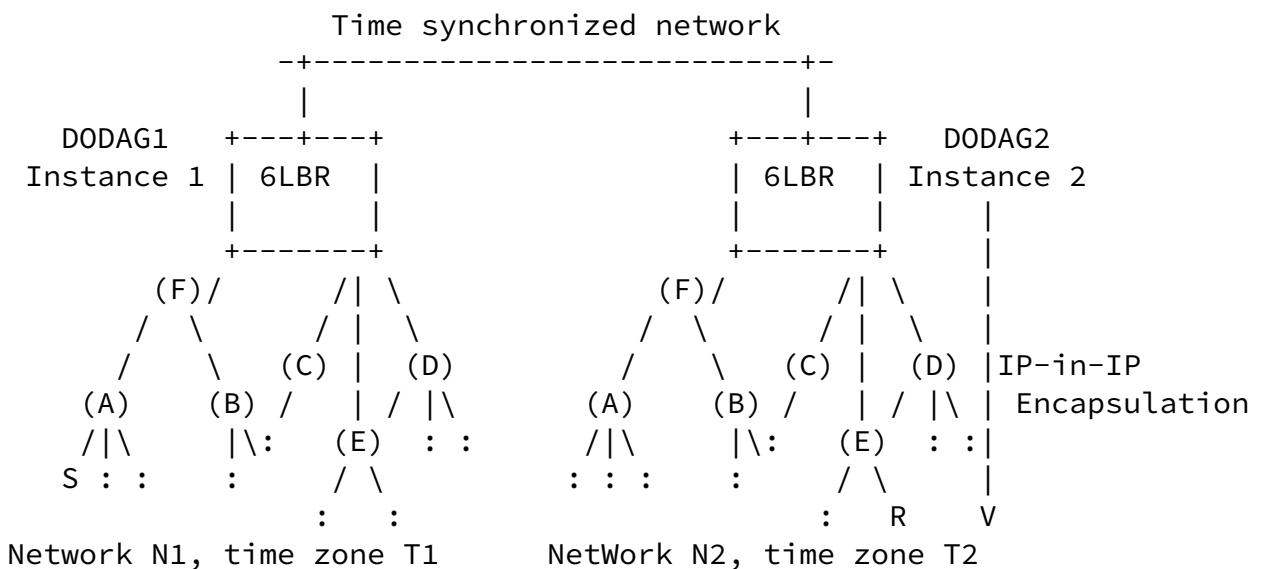 Time synchronized network
               -+---------------------------+-
                |                           |
   DODAG1   +---+---+                   +---+---+   DODAG2
 Instance 1 | 6LBR  |                   | 6LBR  | Instance 2
            |       |                   |       |     |
            +-------+                   +-------+     |
        (F)/      /| \              (F)/      /| \    |
       /  \      / |  \            /  \      / |  \   |
      /    \   (C) |  (D)         /    \   (C) |  (D) |IP-in-IP
    (A)    (B) /   | / |\       (A)    (B) /   | / |\ | Encapsulation
    /|\     |\:   (E)  : :      /|\     |\:   (E)  : :|
   S : :    :     / \          : : :    :     / \     |
                 :   :                       :   R    V
Network N1, time zone T1      NetWork N2, time zone T2